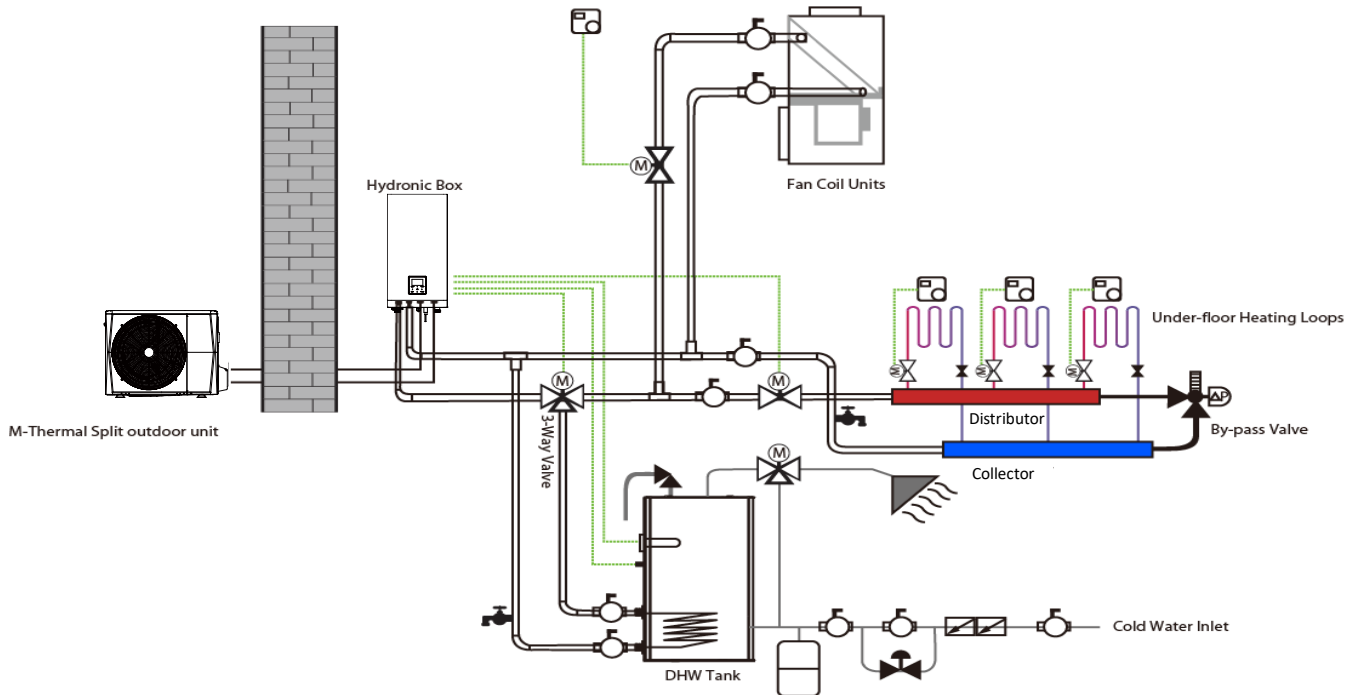 Hydronic Box
Fan Coil Units
M
M
M
M
M
M
Under-floor Heating Loops
M-Thermal Split outdoor unit
3-Way Valve
Distributor
ΔP
By-pass Valve
M
Collector
Cold Water Inlet
DHW Tank